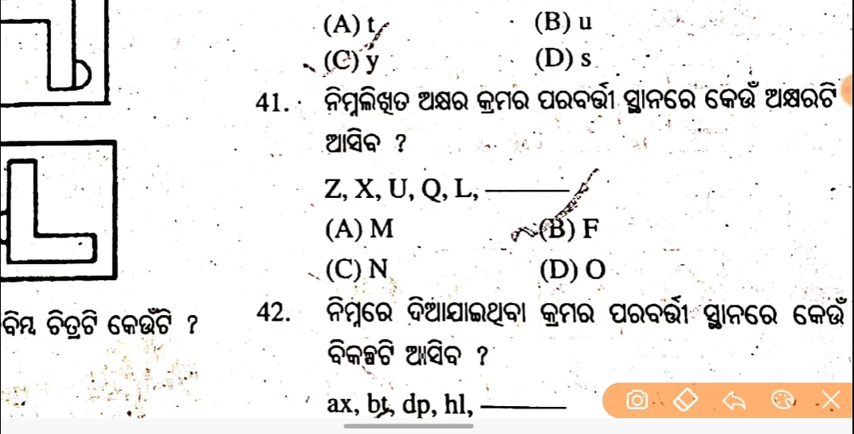 (A) t (B) u
(C) y (D) s
41. ନିମ୍ନଲିଖିତ ଅକ୍ଷର କ୍ରମର ପରବର୍ତ୍ତୀ ସ୍ଥାନରେ କେଉଁ ଅକ୍ଷରଟି
ଆସିବ ?
Z, X, U, Q, L, ______
(A) M (B) F
(C) N (D) O
ବିମ୍ବ ଚିତ୍ରଟି କେଉଁଟି ?
42. ନିମ୍ନରେ ଦିଆଯାଇଥିବା କ୍ରମର ପରବର୍ତ୍ତୀ ସ୍ଥାନରେ କେଉଁ
ବିକଳ୍ପଟି ଆସିବ ?
ax, bt, dp, hl, ______